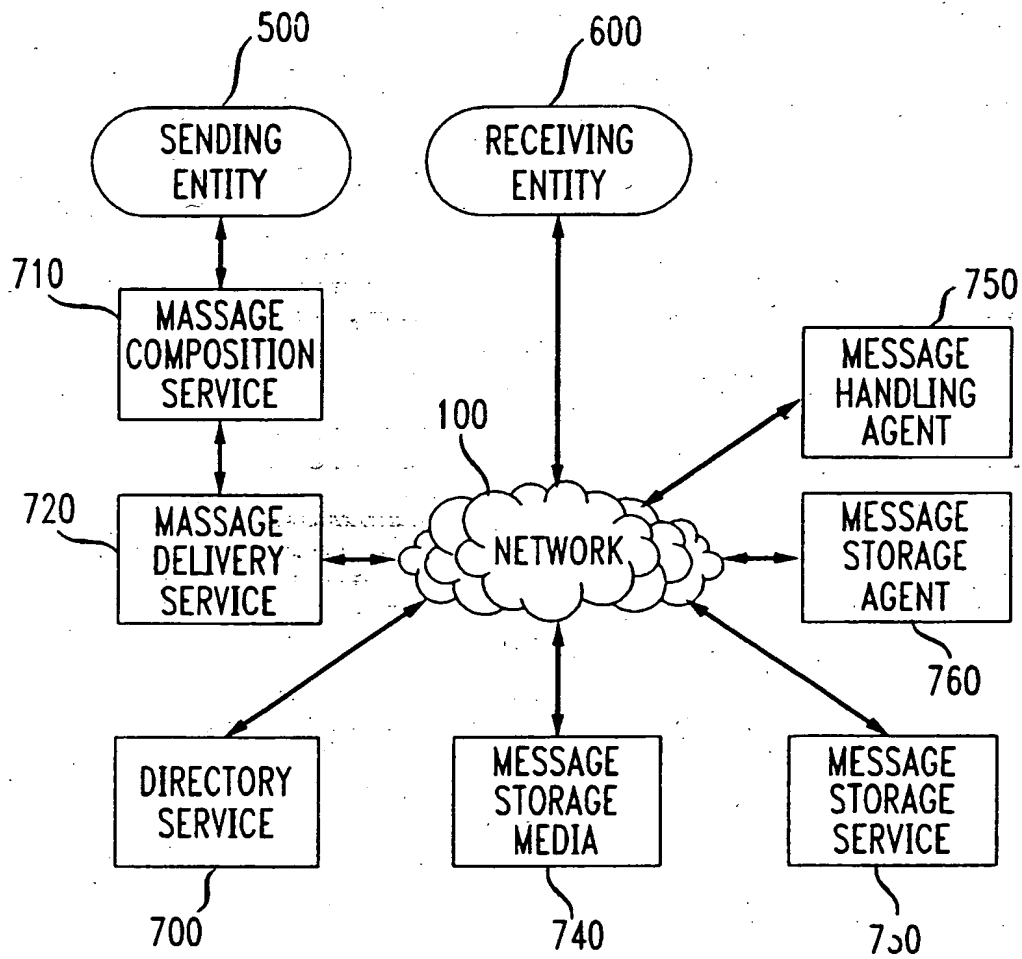 500
600
SENDING
ENTITY
RECEIVING
ENTITY
710
MASSAGE
COMPOSITION
SERVICE
750
MESSAGE
HANDLING
AGENT
100
720
MASSAGE
DELIVERY
SERVICE
NETWORK
MESSAGE
STORAGE
AGENT
760
DIRECTORY
SERVICE
MESSAGE
STORAGE
MEDIA
MESSAGE
STORAGE
SERVICE
700
740